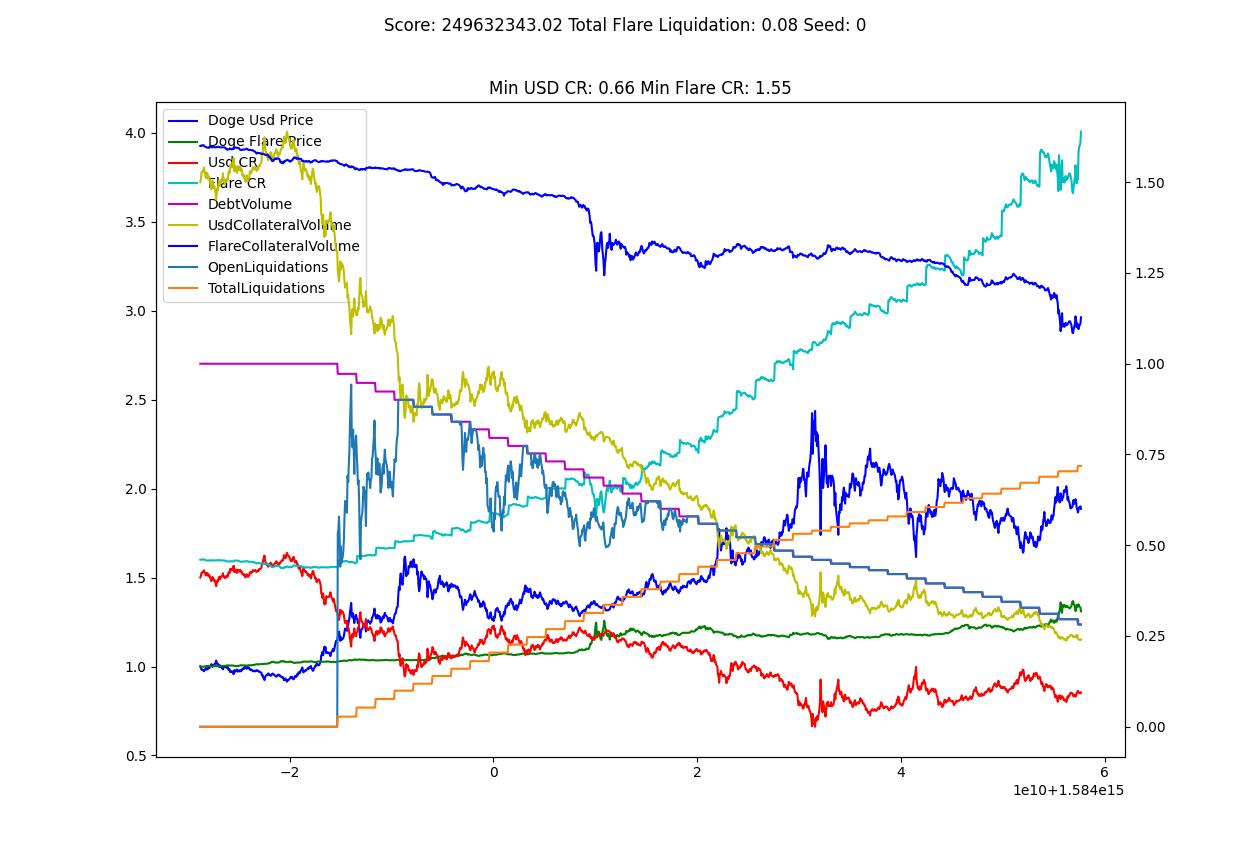 Score: 249632343.02 Total Flare Liquidation: 0.08 Seed: 0
Min USD CR: 0.66 Min Flare CR: 1.55
Doge Usd Price
Doge Flare Price
Usd CR
Flare CR
DebtVolume
UsdCollateralVolume
FlareCollateralVolume
OpenLiquidations
TotalLiquidations
4.0
3.5
3.0
2.5
2.0
1.5
1.0
0.5
1.50
1.25
1.00
0.75
0.50
0.25
0.00
−2
0
2
4
6
1e10+1.584e15